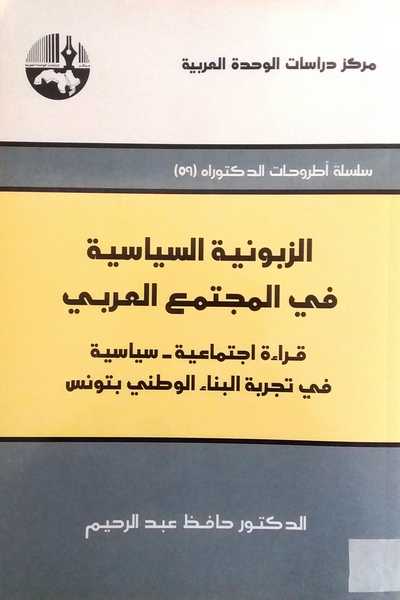 مركز دراسات الوحدة العربية
سلسلة أطروحات الدكتوراه (٥٩)
الزبونية السياسية
في المجتمع العربي
قراءة اجتماعية - سياسية
في تجربة البناء الوطني بتونس
الدكتور حافظ عبد الرحيم